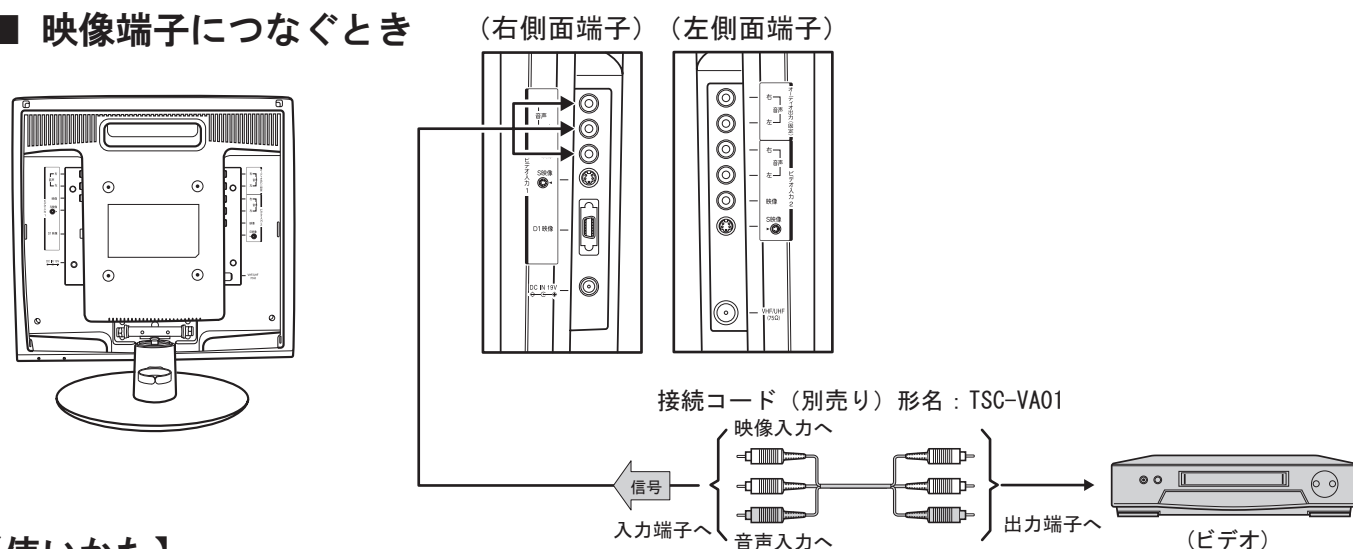 ■ 映像端子につなぐとき
（右側面端子）
（左側面端子）
音声
ビデオ入力1
S映像
D1映像
DC IN 19V
オーディオ出力(固定)
右
音声
左
右
音声
左
ビデオ入力2
映像
S映像
VHF/UHF
(75Ω)
接続コード（別売り）形名：TSC-VA01
映像入力へ
信号
入力端子へ
音声入力へ
出力端子へ
（ビデオ）
使いかた】